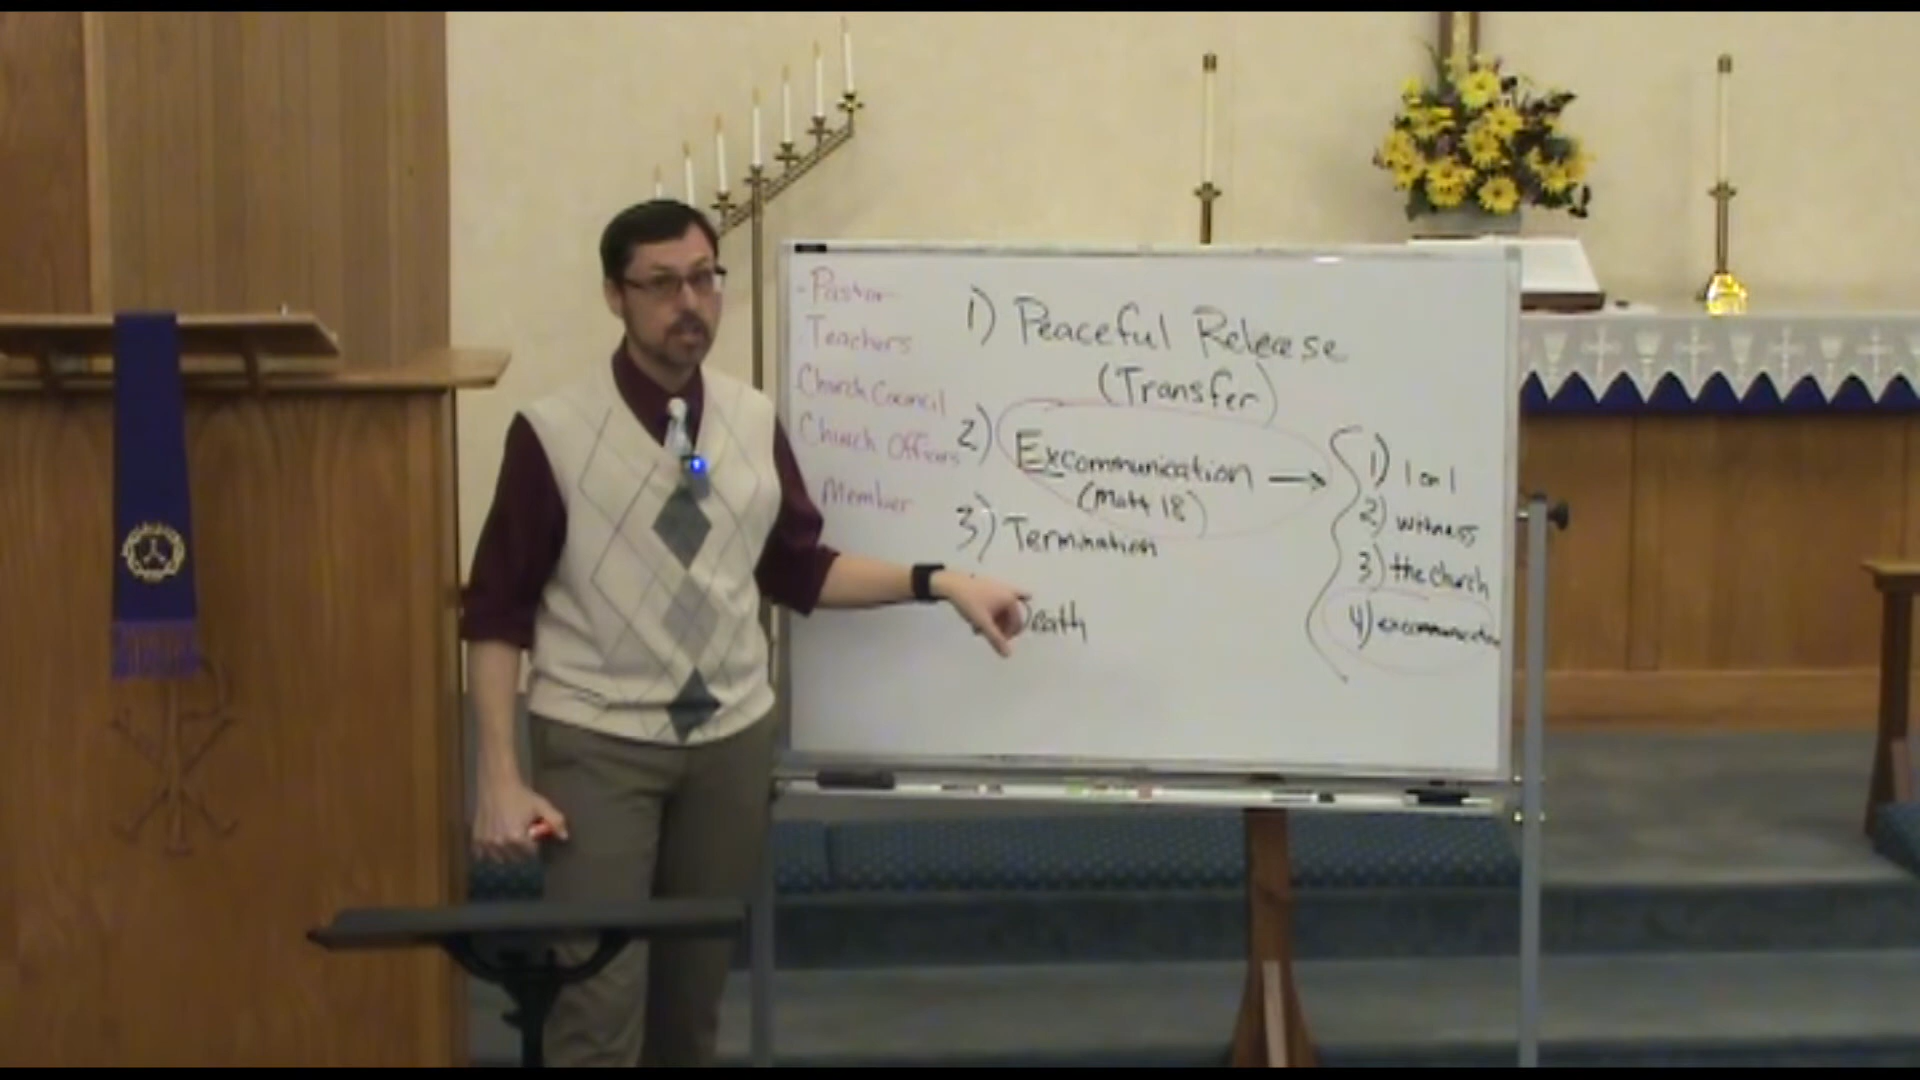 - Pastor
Teachers
Church Council
Church Officers
Member
1) Peaceful Release
(Transfer)
2) Excommunication →
(Matt 18)
3) Termination
Death
1) 1 on 1
2) witness
3) the church
4) excommunication